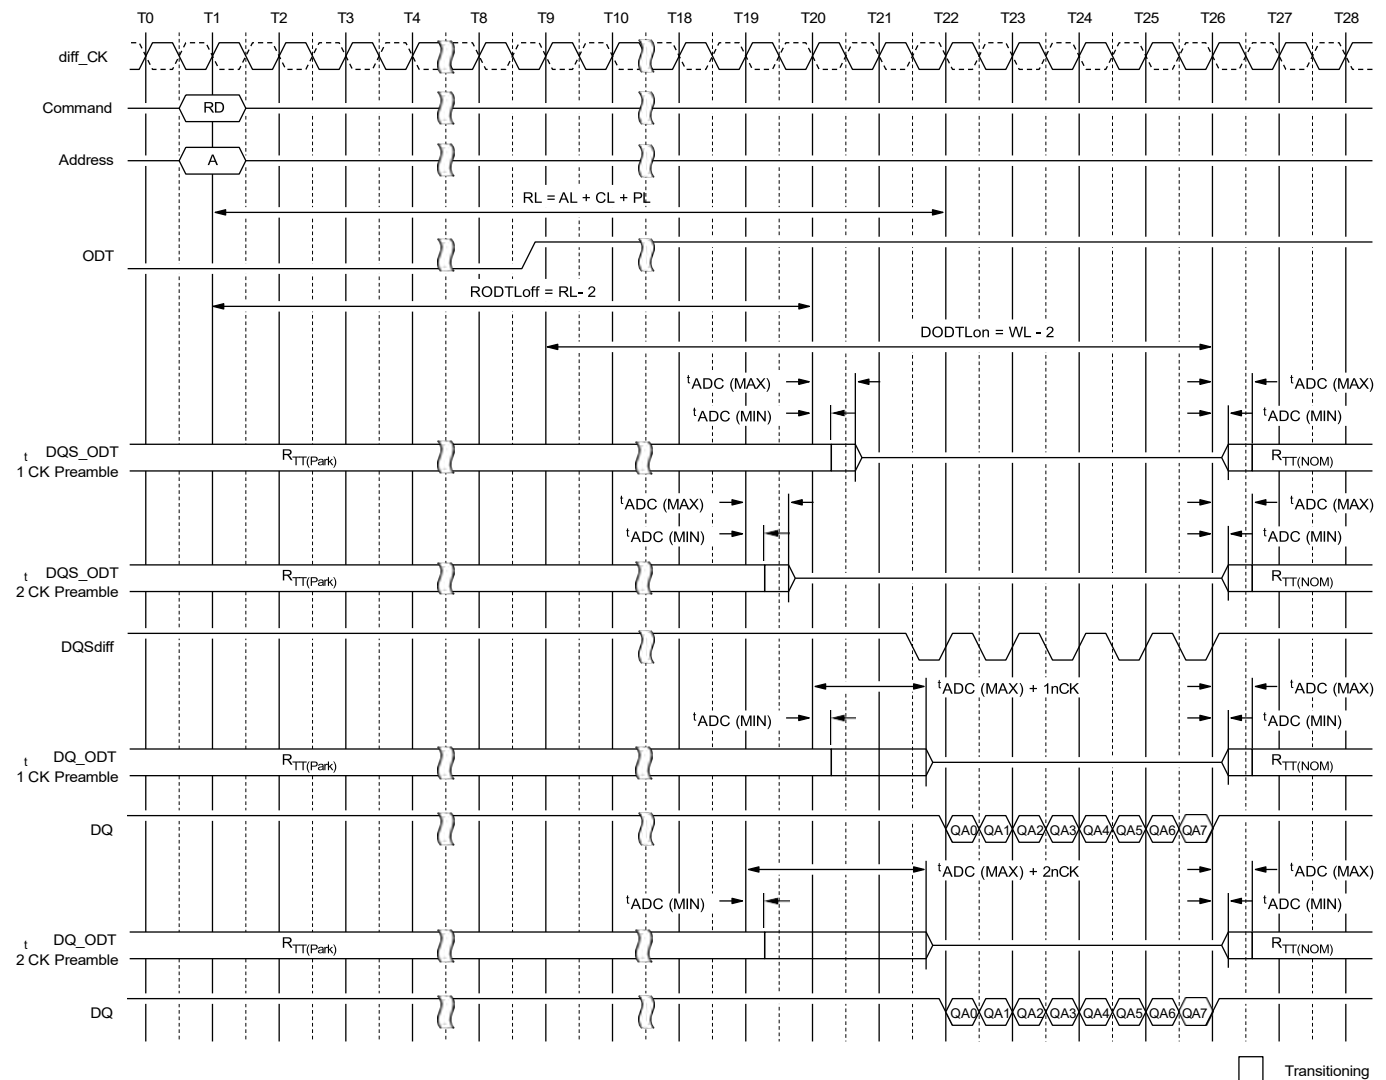 T0 T1 T2 T3 T4 T8 T9 T10 T18 T19 T20 T21 T22 T23 T24 T25 T26 T27 T28
diff_CK
Command RD
Address A
RL = AL + CL + PL
ODT
RODTLoff = RL- 2
DODTLon = WL - 2
tADC (MAX) tADC (MAX)
tADC (MIN) tADC (MIN)
t DQS_ODT RTT(Park) RTT(NOM)
1 CK Preamble
tADC (MAX) tADC (MAX)
tADC (MIN) tADC (MIN)
t DQS_ODT RTT(Park) RTT(NOM)
2 CK Preamble
DQSdiff
tADC (MAX) + 1nCK tADC (MAX)
tADC (MIN) tADC (MIN)
t DQ_ODT RTT(Park) RTT(NOM)
1 CK Preamble
DQ QA0 QA1 QA2 QA3 QA4 QA5 QA6 QA7
tADC (MAX) + 2nCK tADC (MAX)
tADC (MIN) tADC (MIN)
t DQ_ODT RTT(Park) RTT(NOM)
2 CK Preamble
DQ QA0 QA1 QA2 QA3 QA4 QA5 QA6 QA7
Transitioning